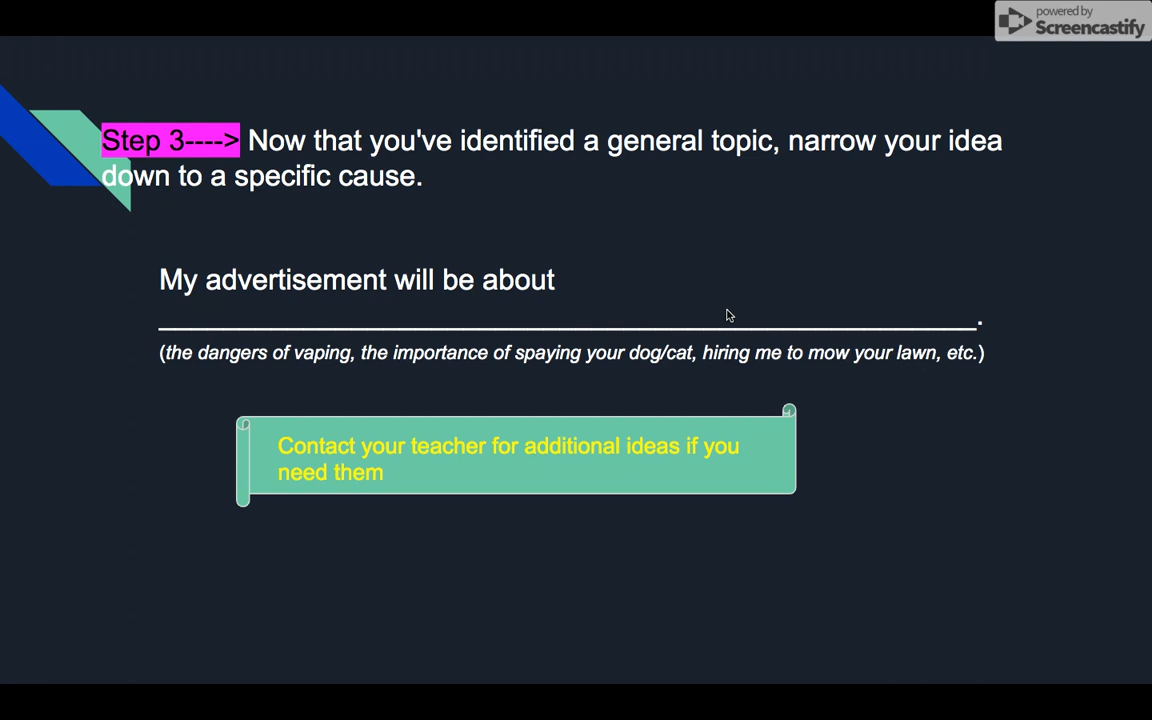 powered by
Screencastify
Step 3----> Now that you've identified a general topic, narrow your idea
down to a specific cause.
My advertisement will be about
___________________________________________________.
(the dangers of vaping, the importance of spaying your dog/cat, hiring me to mow your lawn, etc.)
Contact your teacher for additional ideas if you
need them